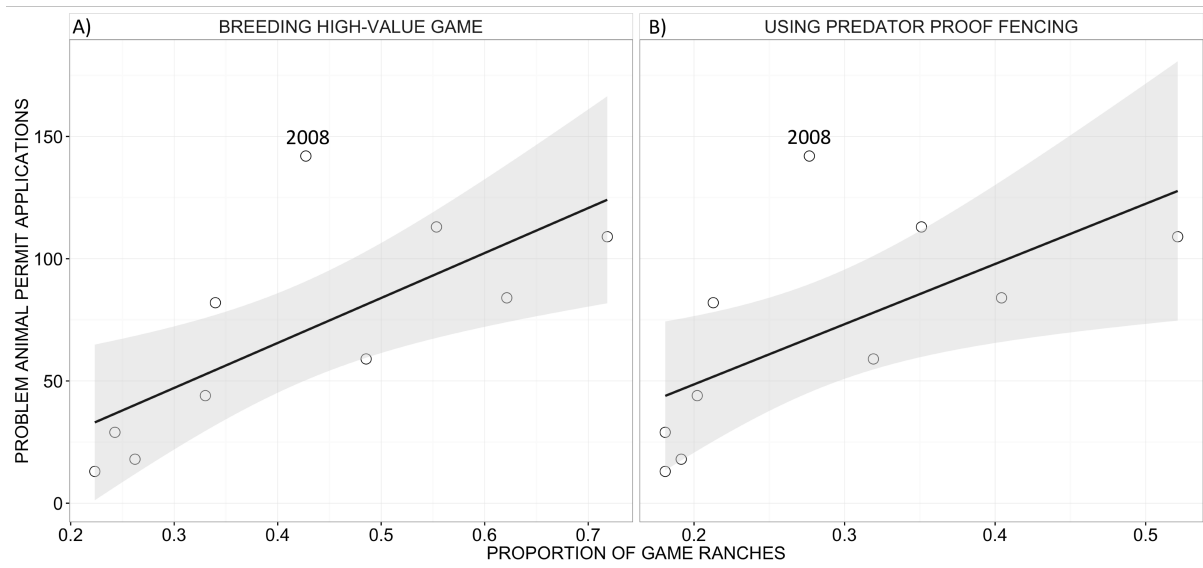 A) BREEDING HIGH-VALUE GAME
B) USING PREDATOR PROOF FENCING
PROBLEM ANIMAL PERMIT APPLICATIONS
150
100
50
0
2008
2008
0.2 0.3 0.4 0.5 0.6 0.7
0.2 0.3 0.4 0.5
PROPORTION OF GAME RANCHES